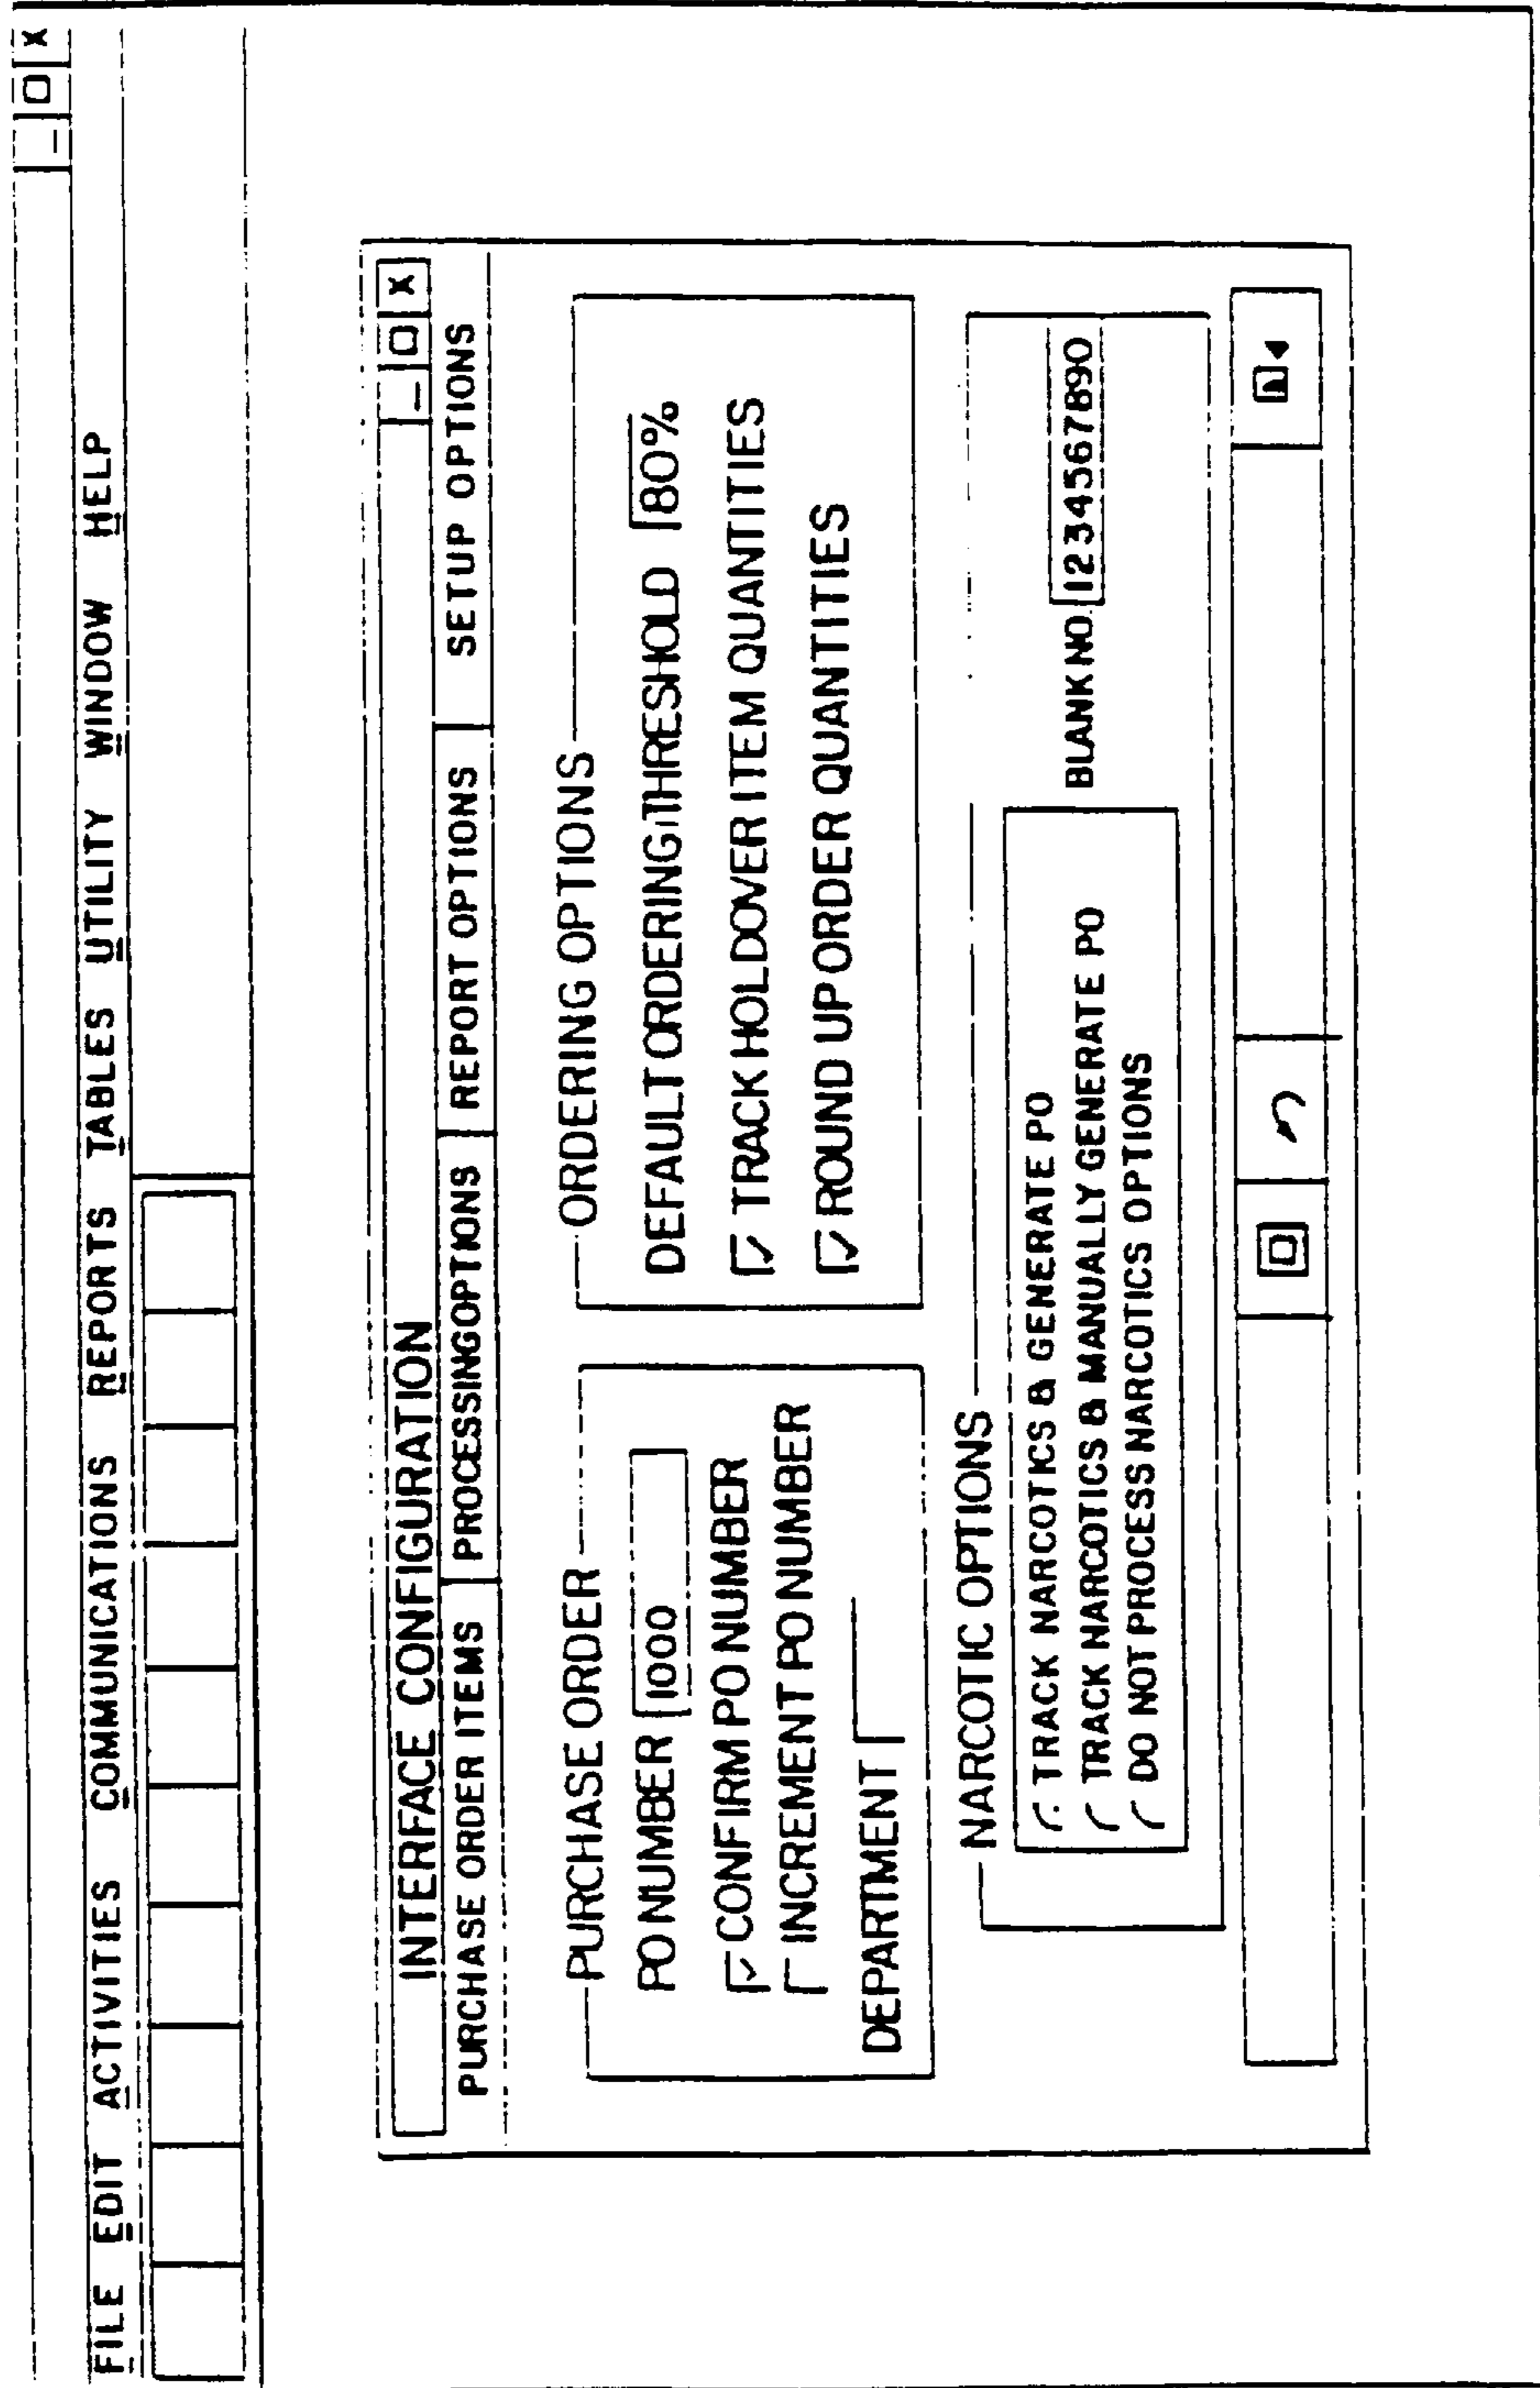 FILE EDIT ACTIVITIES COMMUNICATIONS REPORTS TABLES UTILITY WINDOW HELP
INTERFACE CONFIGURATION
PURCHASE ORDER ITEMS PROCESSING OPTIONS REPORT OPTIONS SETUP OPTIONS
PURCHASE ORDER
PO NUMBER 1000
CONFIRM PO NUMBER
INCREMENT PO NUMBER
DEPARTMENT
ORDERING OPTIONS
DEFAULT ORDERING THRESHOLD 80%
TRACK HOLDOVER ITEM QUANTITIES
ROUND UP ORDER QUANTITIES
NARCOTIC OPTIONS
TRACK NARCOTICS & GENERATE PO
TRACK NARCOTICS & MANUALLY GENERATE PO
DO NOT PROCESS NARCOTICS OPTIONS
BLANK NO. 1234567890